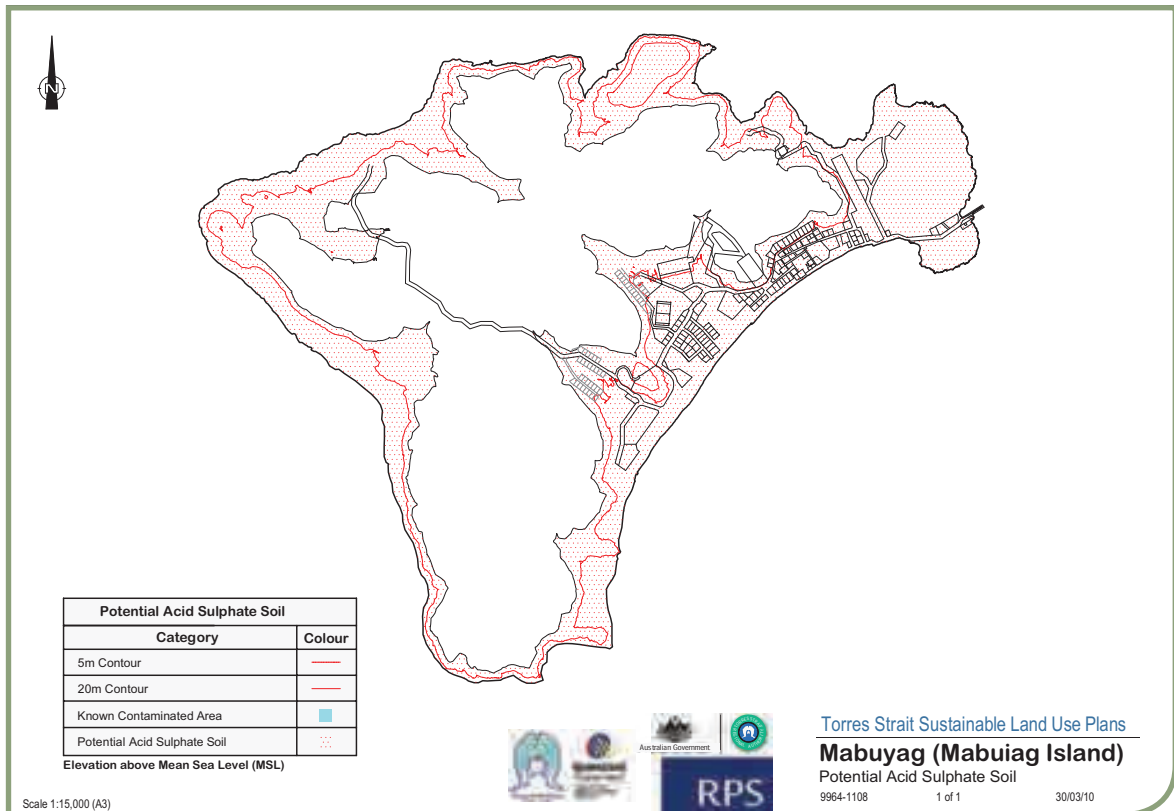 N
Potential Acid Sulphate Soil
Category Colour
5m Contour
20m Contour
Known Contaminated Area
Potential Acid Sulphate Soil
Elevation above Mean Sea Level (MSL)
Scale 1:15,000 (A3)
Australian Government
RPS
Torres Strait Sustainable Land Use Plans
Mabuyag (Mabuiag Island)
Potential Acid Sulphate Soil
9964-1108 1 of 1 30/03/10